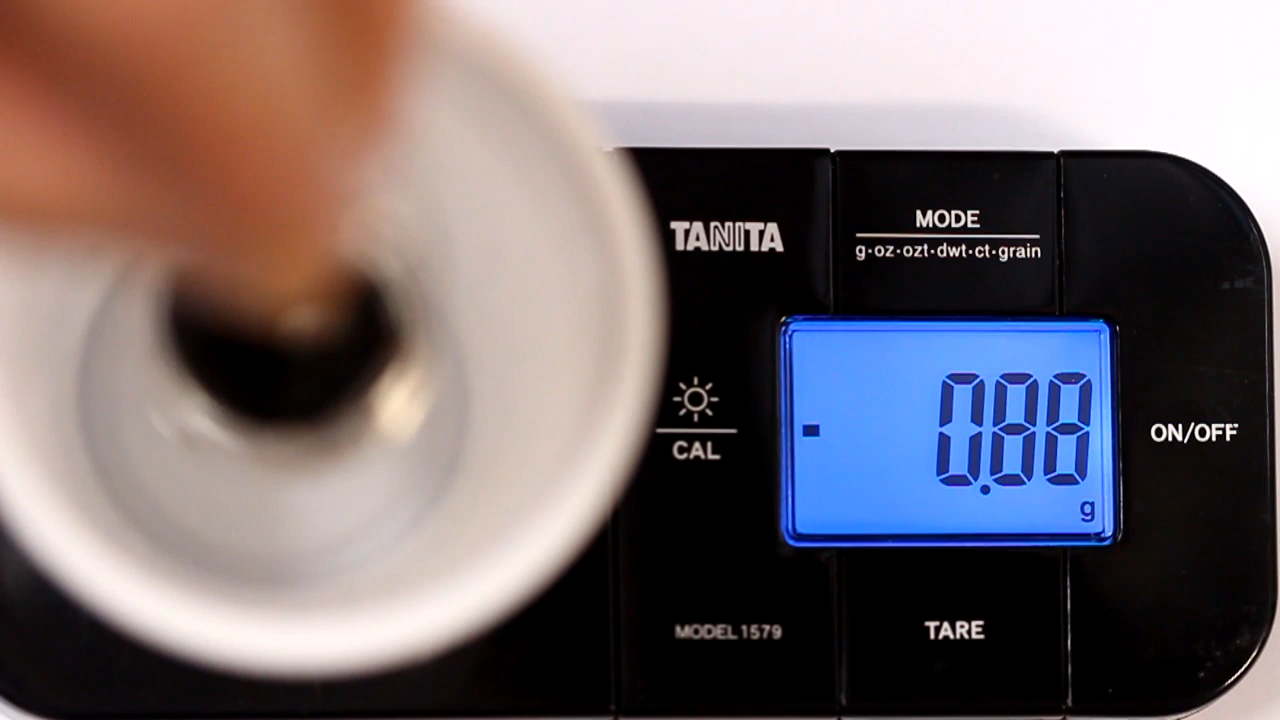 TANITA
MODE
g·oz·ozt·dwt·ct·grain
0.88
g
CAL
ON/OFF
MODEL 1579
TARE